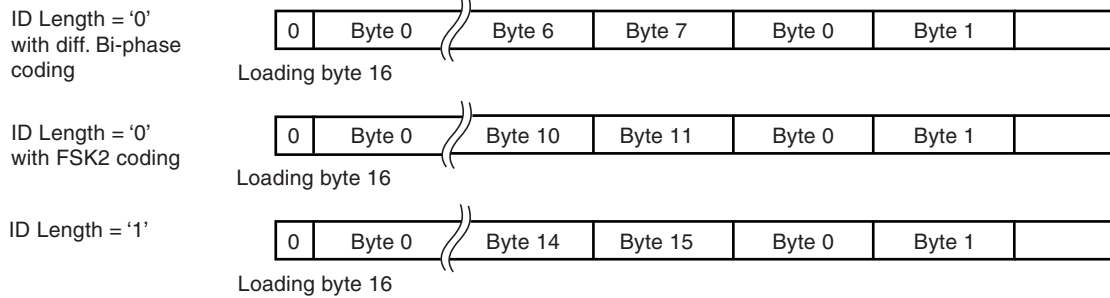 ID Length = ‘0’
with diff. Bi-phase
coding
0 Byte 0 Byte 6 Byte 7 Byte 0 Byte 1
Loading byte 16
ID Length = ‘0’
with FSK2 coding
0 Byte 0 Byte 10 Byte 11 Byte 0 Byte 1
Loading byte 16
ID Length = ‘1’
0 Byte 0 Byte 14 Byte 15 Byte 0 Byte 1
Loading byte 16